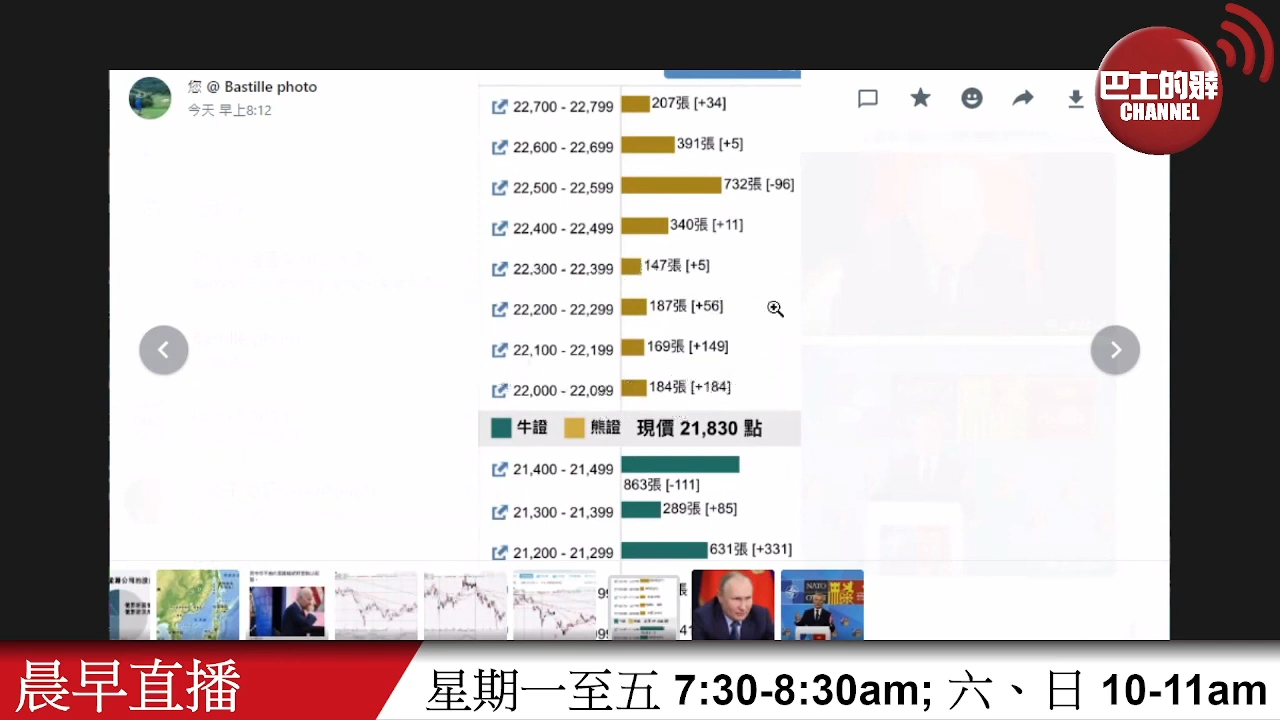 您 @ Bastille photo
今天 早上8:12
巴士的報
CHANNEL
22,700 - 22,799 207張 [+34]
22,600 - 22,699 391張 [+5]
22,500 - 22,599 732張 [-96]
22,400 - 22,499 340張 [+11]
22,300 - 22,399 147張 [+5]
22,200 - 22,299 187張 [+56]
22,100 - 22,199 169張 [+149]
22,000 - 22,099 184張 [+184]
牛證 熊證 現價 21,830 點
21,400 - 21,499
863張 [-111]
21,300 - 21,399 289張 [+85]
21,200 - 21,299 631張 [+331]
NATO
晨早直播
星期一至五 7:30-8:30am; 六、日 10-11am